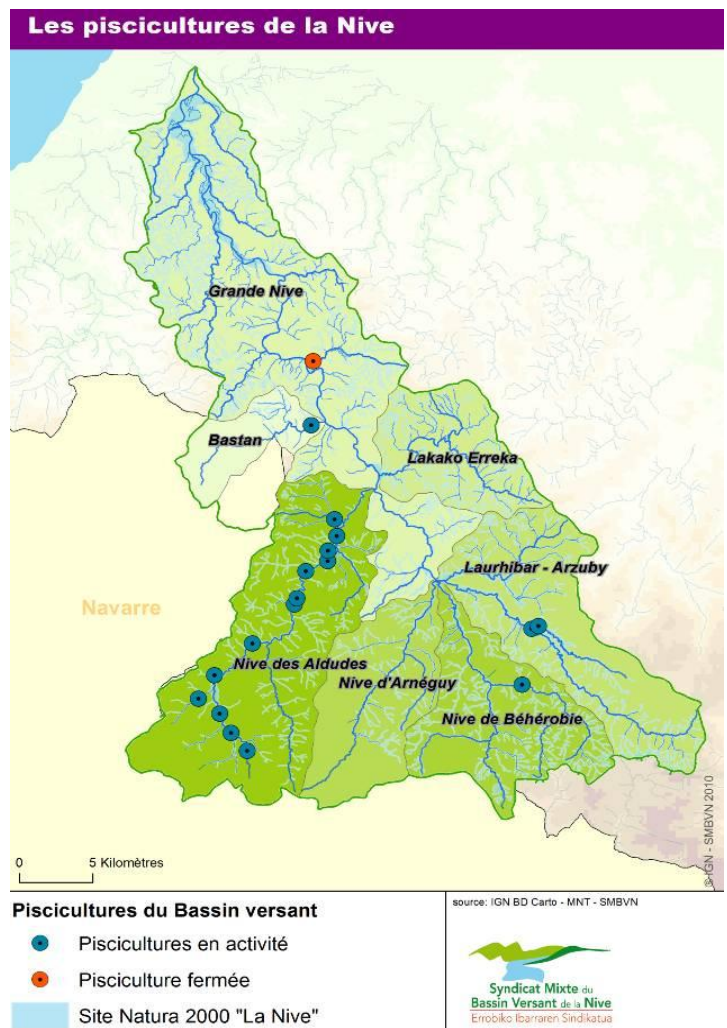 Les piscicultures de la Nive
Grande Nive
Bastan
Lakako Erreka
Laurhibar - Arzuby
Navarre
Nive des Aldudes
Nive d'Arnéguy
Nive de Béhérobie
0 5 Kilomètres
© IGN - SMBVN 2010
Piscicultures du Bassin versant
Piscicultures en activité
Pisciculture fermée
Site Natura 2000 "La Nive"
source: IGN BD Carto - MNT - SMBVN
Syndicat Mixte du
Bassin Versant de la Nive
Errobiko Ibarraren Sindikatua